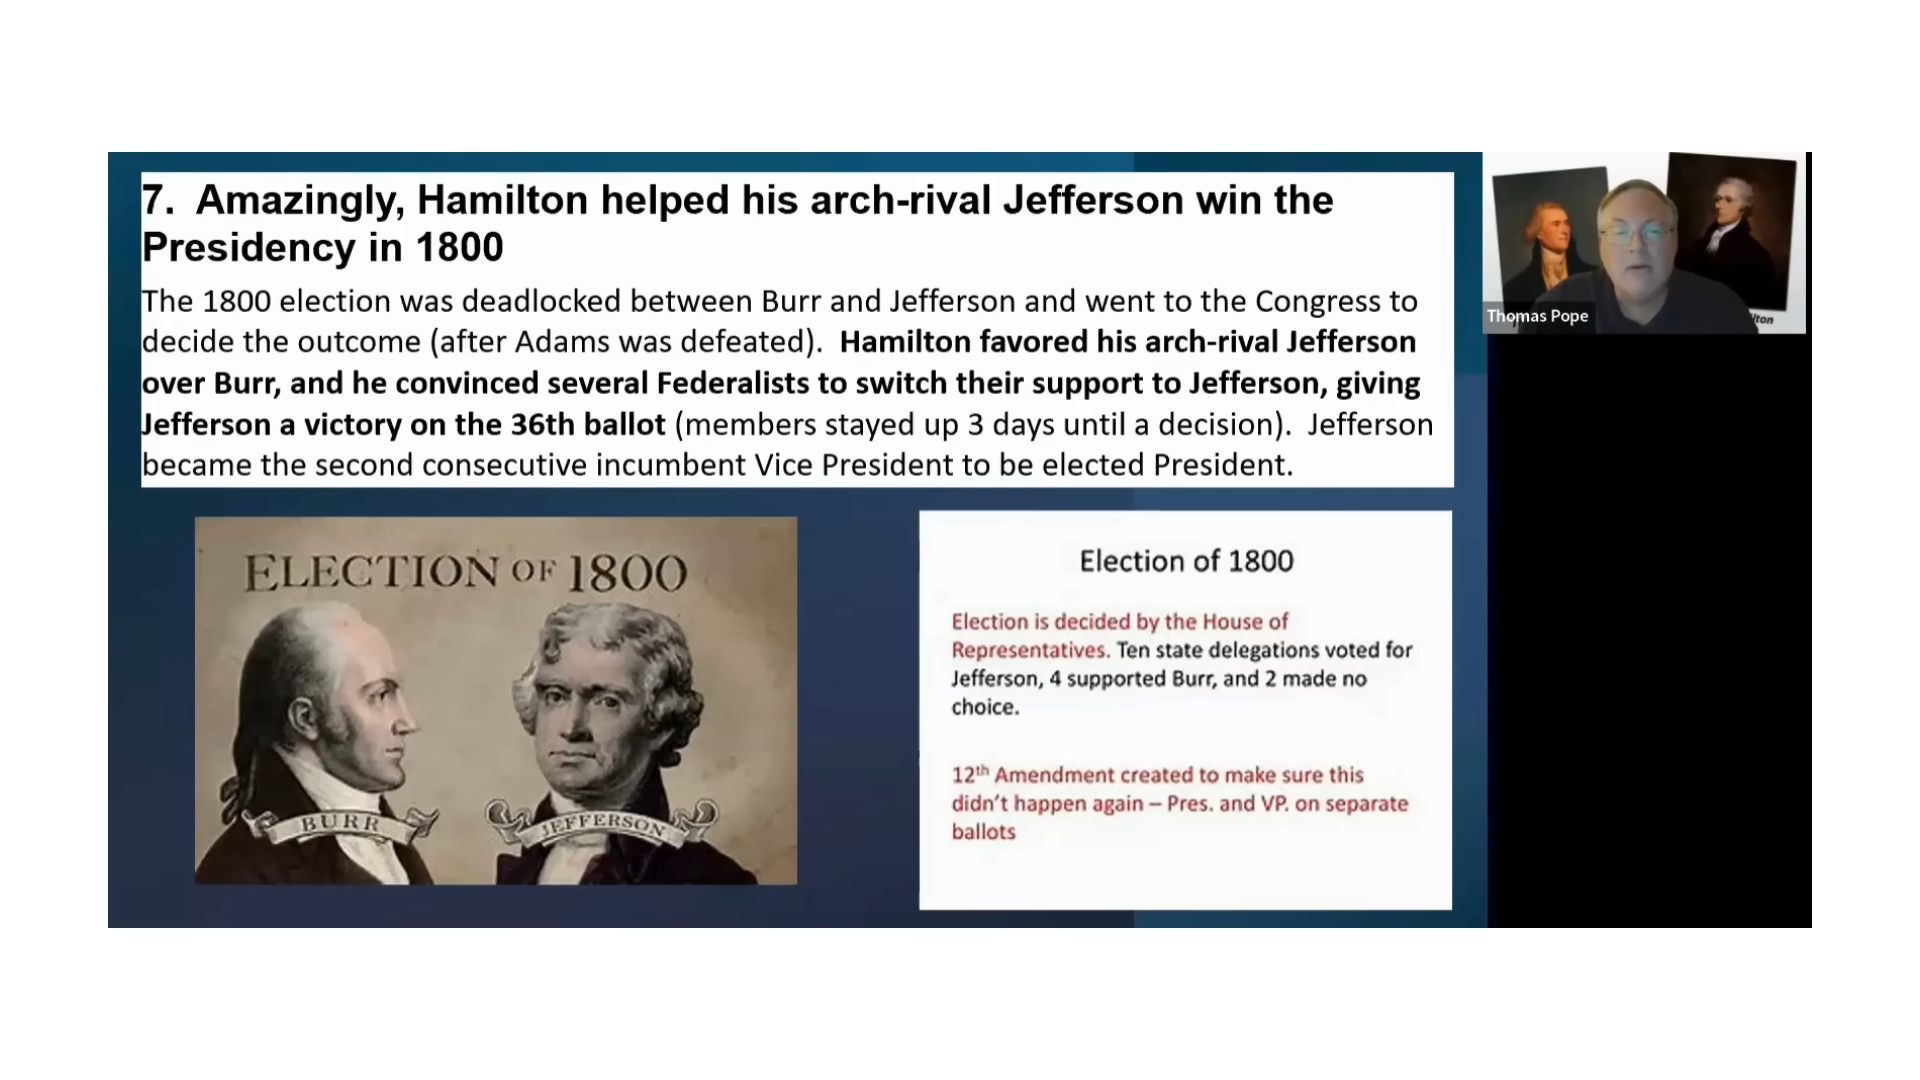 7. Amazingly, Hamilton helped his arch-rival Jefferson win the
Presidency in 1800
The 1800 election was deadlocked between Burr and Jefferson and went to the Congress to
decide the outcome (after Adams was defeated). Hamilton favored his arch-rival Jefferson
over Burr, and he convinced several Federalists to switch their support to Jefferson, giving
Jefferson a victory on the 36th ballot (members stayed up 3 days until a decision). Jefferson
became the second consecutive incumbent Vice President to be elected President.
ELECTION OF 1800
BURR
JEFFERSON
Election of 1800
Election is decided by the House of
Representatives. Ten state delegations voted for
Jefferson, 4 supported Burr, and 2 made no
choice.
12th Amendment created to make sure this
didn't happen again – Pres. and VP. on separate
ballots
Thomas Pope